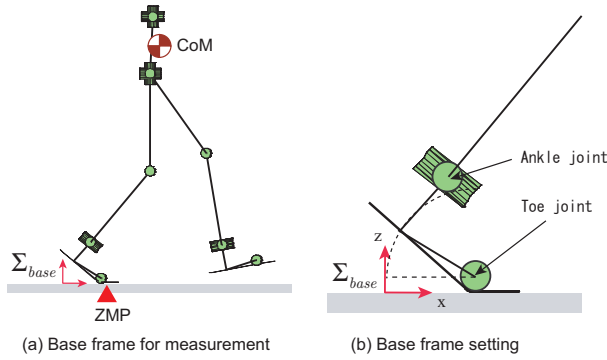 CoM
Σbase
ZMP
(a) Base frame for measurement
Ankle joint
Toe joint
z
Σbase
x
(b) Base frame setting